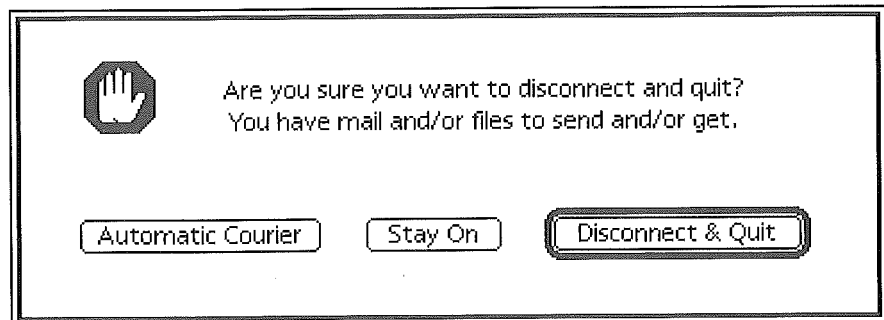 Are you sure you want to disconnect and quit?
You have mail and/or files to send and/or get.
Automatic Courier
Stay On
Disconnect & Quit